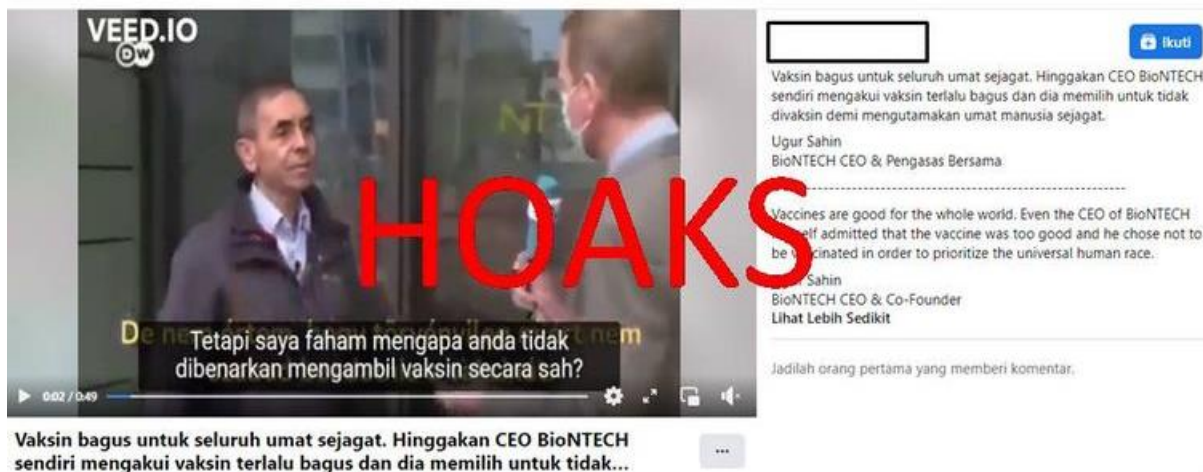 VEED.IO
DW
NT
HOAKS
Tetapi saya faham mengapa anda tidak
dibenarkan mengambil vaksin secara sah?
0:02 / 0:49
Vaksin bagus untuk seluruh umat sejagat. Hinggakan CEO BioNTECH
sendiri mengakui vaksin terlalu bagus dan dia memilih untuk tidak...
Ikuti
Vaksin bagus untuk seluruh umat sejagat. Hinggakan CEO BioNTECH
sendiri mengakui vaksin terlalu bagus dan dia memilih untuk tidak
divaksin demi mengutamakan umat manusia sejagat.
Ugur Sahin
BioNTECH CEO & Pengasas Bersama
Vaccines are good for the whole world. Even the CEO of BioNTECH
elf admitted that the vaccine was too good and he chose not to
be cinated in order to prioritize the universal human race.
Sahin
BioNTECH CEO & Co-Founder
Lihat Lebih Sedikit
Jadilah orang pertama yang memberi komentar.